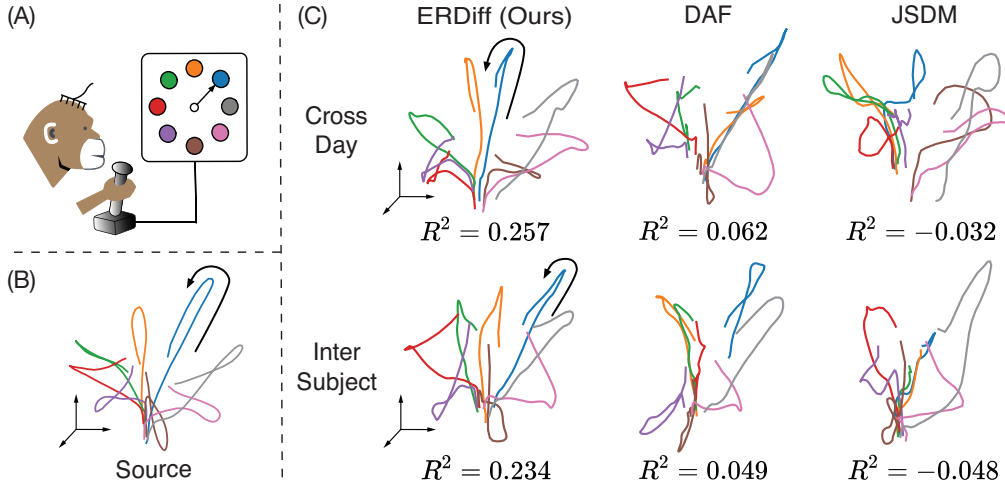 (A)
(B)
Source
(C)
ERDiff (Ours)
DAF
JSDM
Cross
Day
R² = 0.257
R² = 0.062
R² = −0.032
Inter
Subject
R² = 0.234
R² = 0.049
R² = −0.048